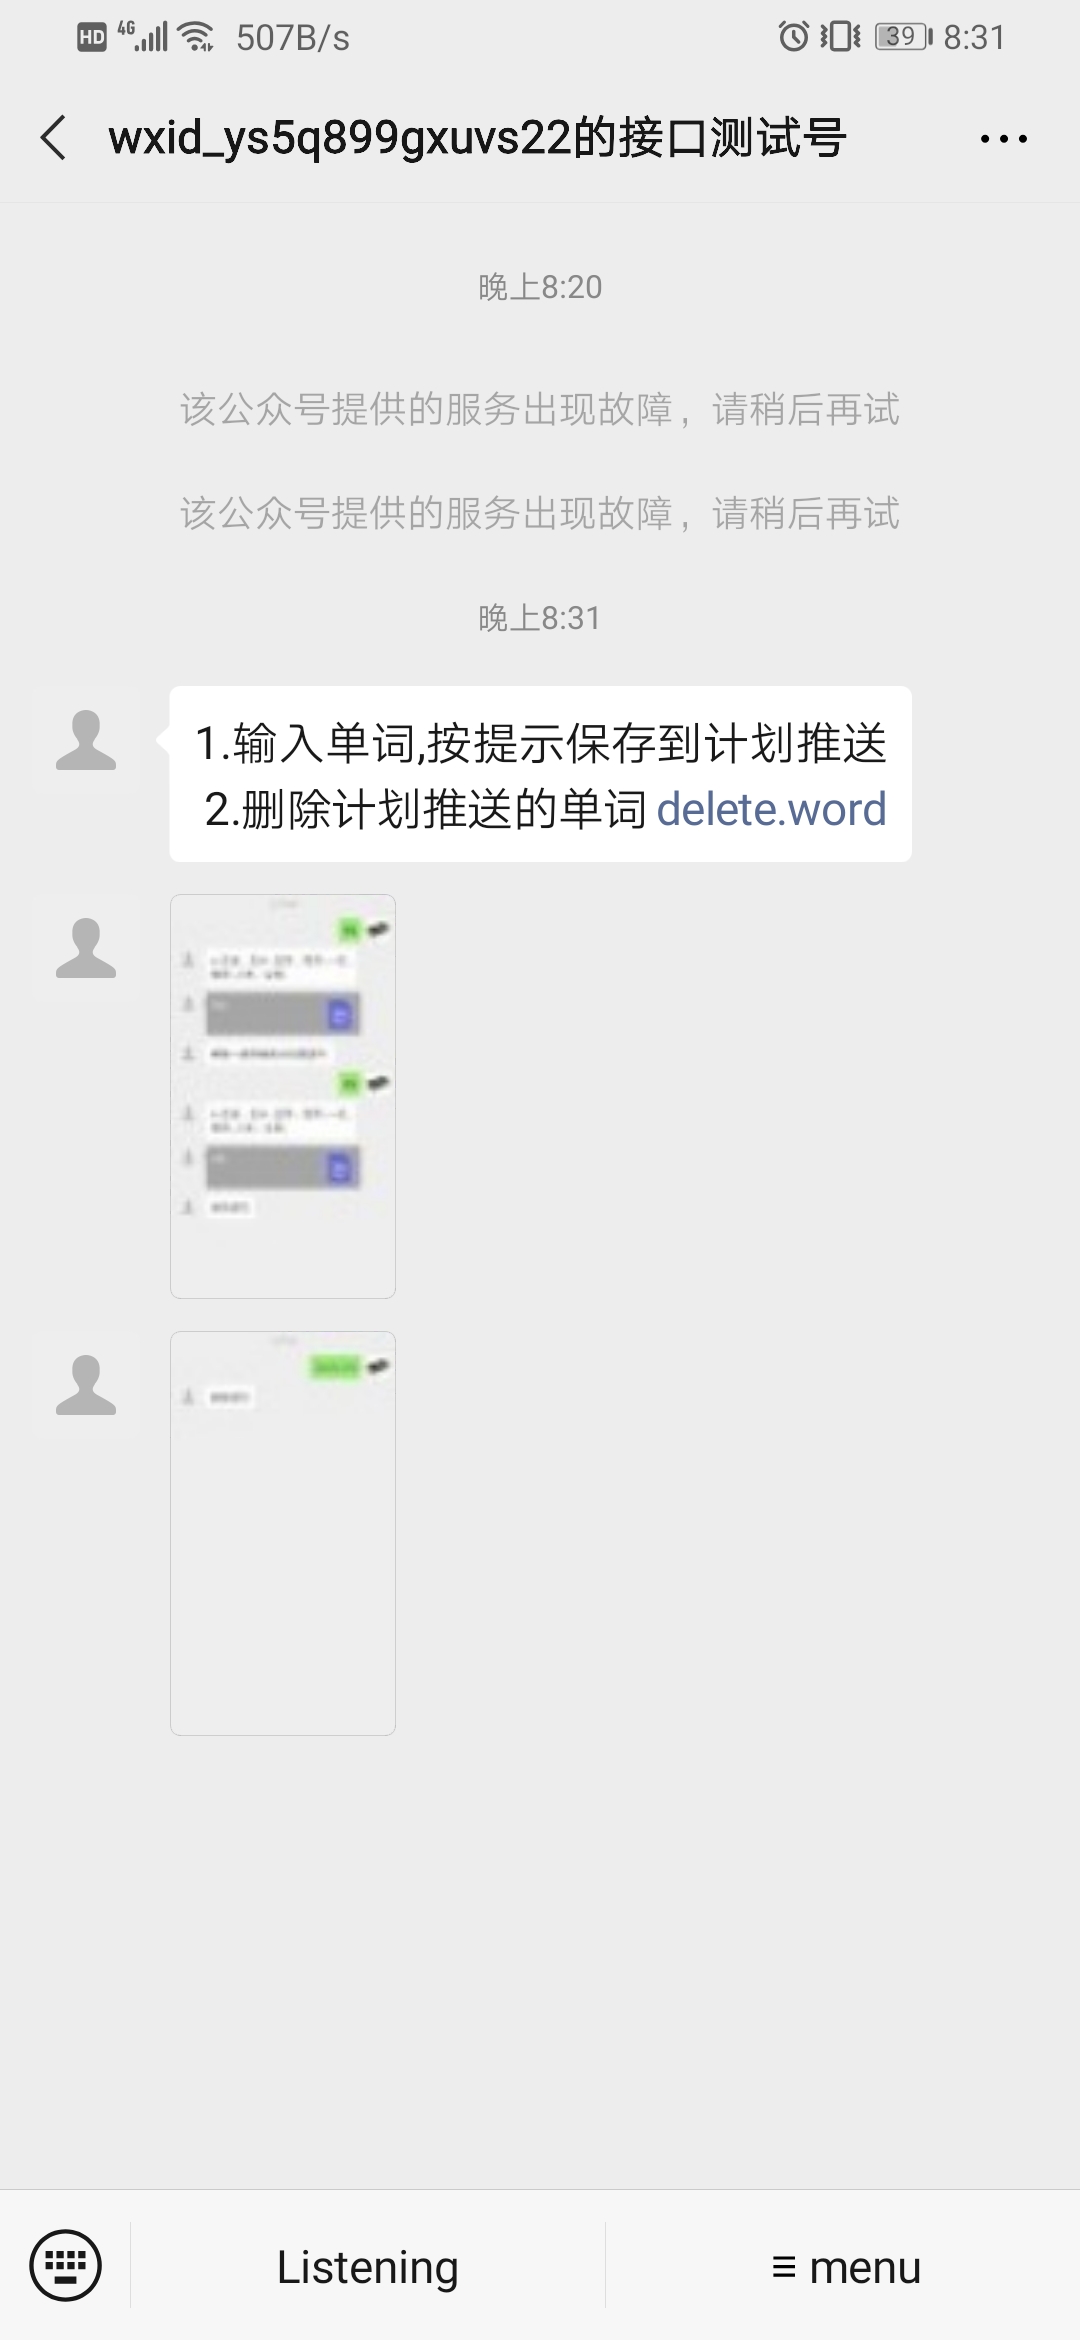 HD 4G 507B/s 39 8:31
wxid_ys5q899gxuvs22的接口测试号
晚上8:20
该公众号提供的服务出现故障，请稍后再试
该公众号提供的服务出现故障，请稍后再试
晚上8:31
1.输入单词,按提示保存到计划推送
2.删除计划推送的单词 delete.word
Listening
menu